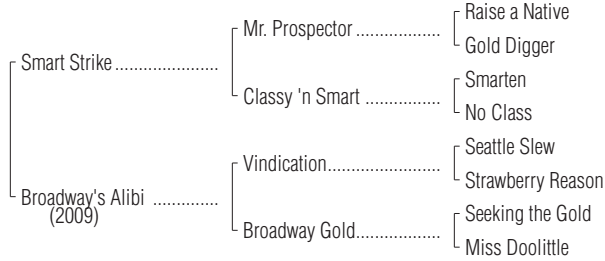 Raise a Native
Mr. Prospector ..................
Gold Digger
Smart Strike ......................
Smarten
Classy 'n Smart ................
No Class
Seattle Slew
Vindication........................
Strawberry Reason
Broadway's Alibi ..............
(2009)
Seeking the Gold
Broadway Gold..................
Miss Doolittle